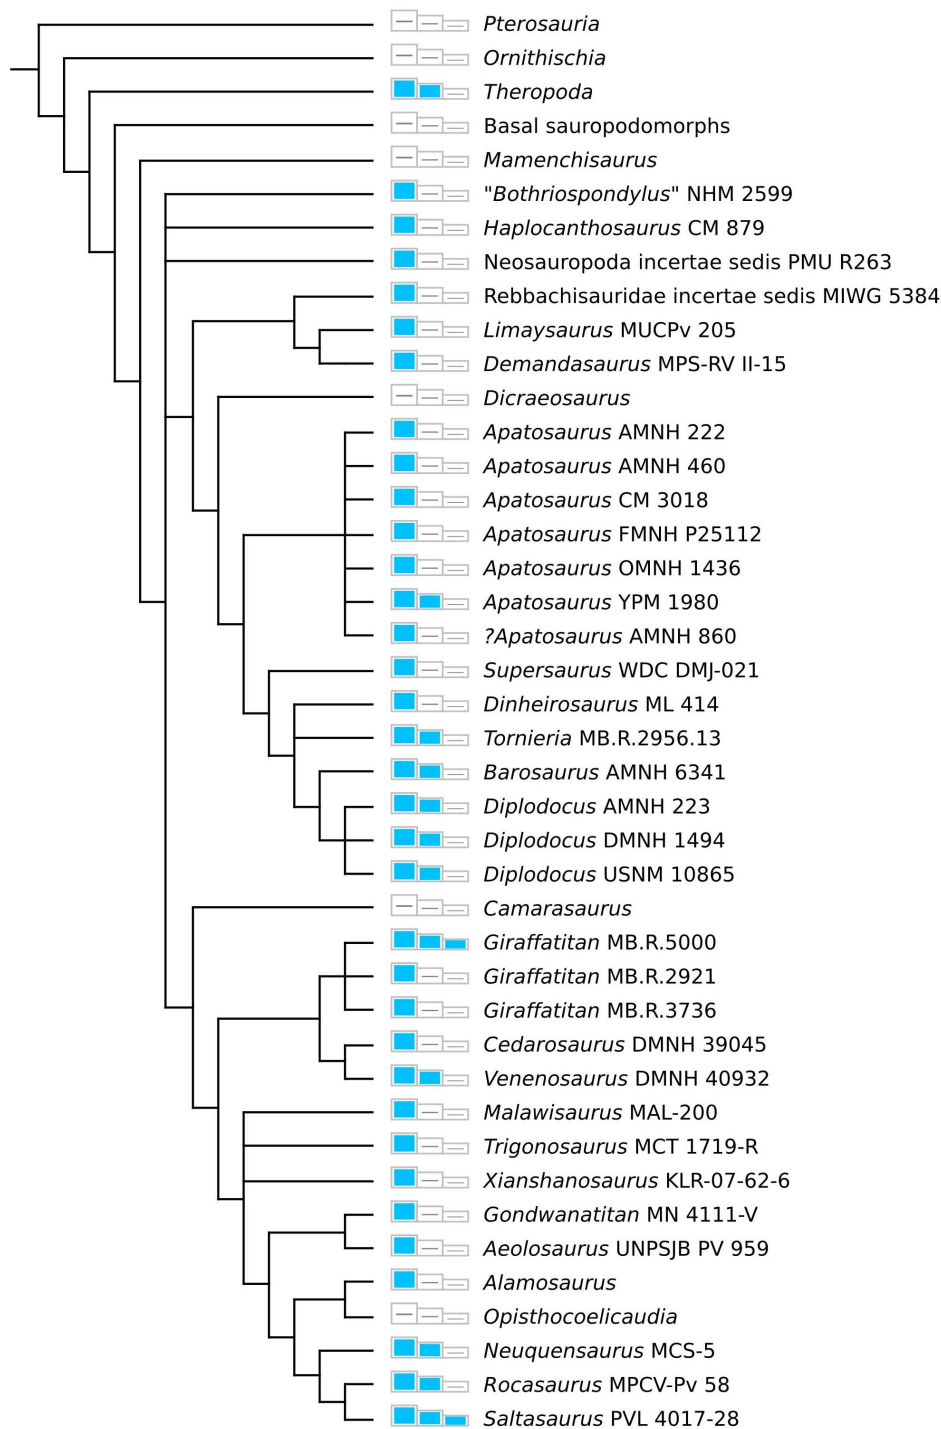 Pterosauria
Ornithischia
Theropoda
Basal sauropodomorphs
Mamenchisaurus
"Bothriospondylus" NHM 2599
Haplocanthosaurus CM 879
Neosauropoda incertae sedis PMU R263
Rebbachisauridae incertae sedis MIWG 5384
Limaysaurus MUCPv 205
Demandasaurus MPS-RV II-15
Dicraeosaurus
Apatosaurus AMNH 222
Apatosaurus AMNH 460
Apatosaurus CM 3018
Apatosaurus FMNH P25112
Apatosaurus OMNH 1436
Apatosaurus YPM 1980
?Apatosaurus AMNH 860
Supersaurus WDC DMJ-021
Dinheirosaurus ML 414
Tornieria MB.R.2956.13
Barosaurus AMNH 6341
Diplodocus AMNH 223
Diplodocus DMNH 1494
Diplodocus USNM 10865
Camarasaurus
Giraffatitan MB.R.5000
Giraffatitan MB.R.2921
Giraffatitan MB.R.3736
Cedarosaurus DMNH 39045
Venenosaurus DMNH 40932
Malawisaurus MAL-200
Trigonosaurus MCT 1719-R
Xianshanosaurus KLR-07-62-6
Gondwanatitan MN 4111-V
Aeolosaurus UNPSJB PV 959
Alamosaurus
Opisthocoelicaudia
Neuquensaurus MCS-5
Rocasaurus MPCV-Pv 58
Saltasaurus PVL 4017-28